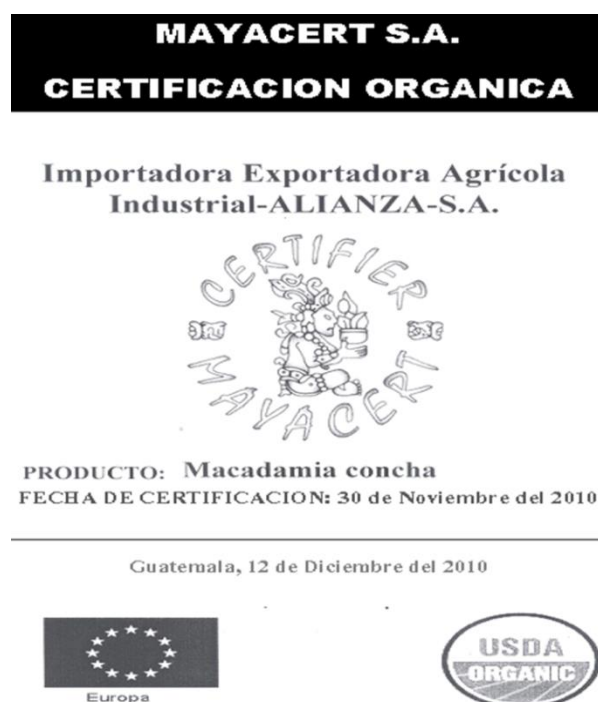 MAYACERT S.A.
CERTIFICACION ORGANICA
Importadora Exportadora Agrícola
Industrial-ALIANZA-S.A.
CERTIFIER
MAYACERT
PRODUCTO: Macadamia concha
FECHA DE CERTIFICACION: 30 de Noviembre del 2010
Guatemala, 12 de Diciembre del 2010
Europa
USDA
ORGANIC